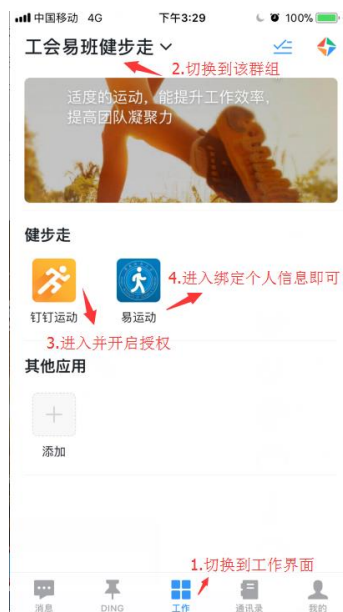 中国移动 4G 下午3:29 100%
工会易班健步走
2.切换到该群组
适度的运动，能提升工作效率，
提高团队凝聚力
健步走
4.进入绑定个人信息即可
钉钉运动 易运动
3.进入并开启授权
其他应用
添加
1.切换到工作界面
消息 DING 工作 通讯录 我的